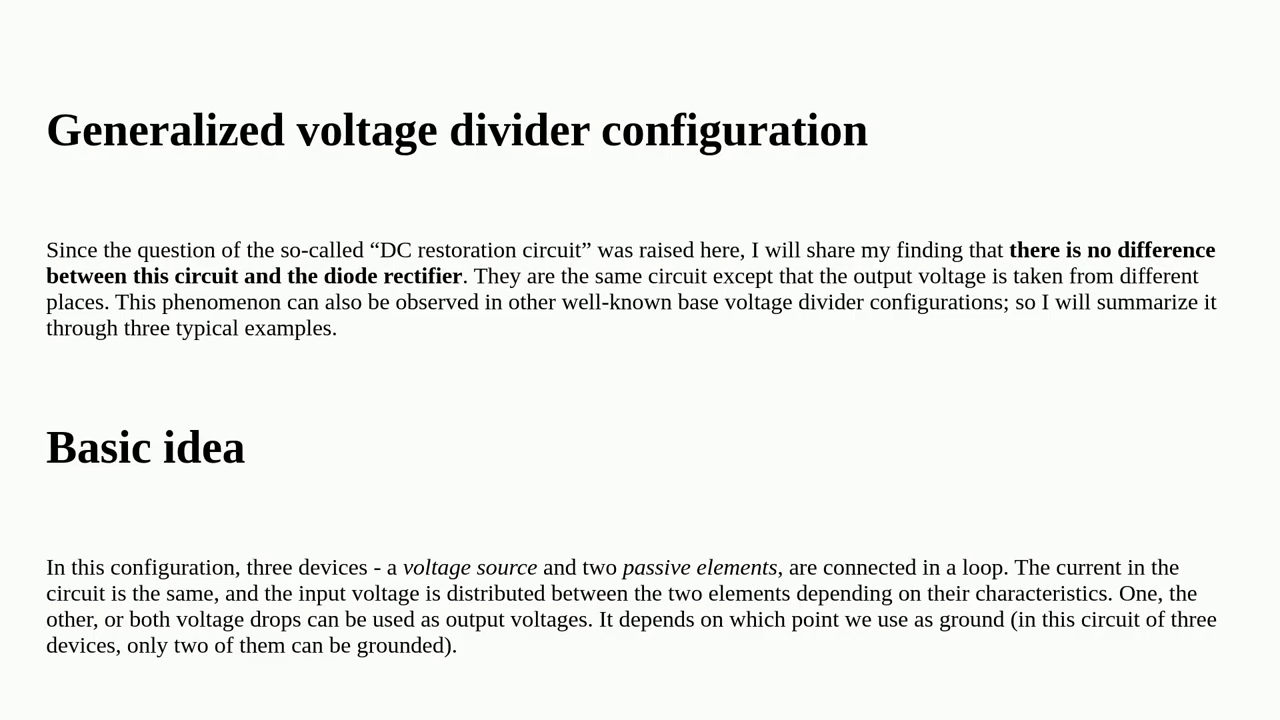 Generalized voltage divider configuration
Since the question of the so-called “DC restoration circuit” was raised here, I will share my finding that there is no difference
between this circuit and the diode rectifier. They are the same circuit except that the output voltage is taken from different
places. This phenomenon can also be observed in other well-known base voltage divider configurations; so I will summarize it
through three typical examples.
Basic idea
In this configuration, three devices - a voltage source and two passive elements, are connected in a loop. The current in the
circuit is the same, and the input voltage is distributed between the two elements depending on their characteristics. One, the
other, or both voltage drops can be used as output voltages. It depends on which point we use as ground (in this circuit of three
devices, only two of them can be grounded).